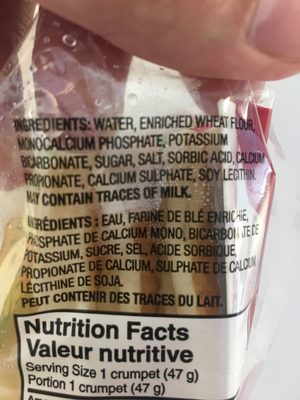 INGREDIENTS: WATER, ENRICHED WHEAT FLOUR,
MONOCALCIUM PHOSPHATE, POTASSIUM
BICARBONATE, SUGAR, SALT, SORBIC ACID, CALCIUM
PROPIONATE, CALCIUM SULPHATE, SOY LECITHIN.
MAY CONTAIN TRACES OF MILK.
INGRÉDIENTS : EAU, FARINE DE BLÉ ENRICHIE,
PHOSPHATE DE CALCIUM MONO, BICARBONATE DE
POTASSIUM, SUCRE, SEL, ACIDE SORBIQUE,
PROPIONATE DE CALCIUM, SULPHATE DE CALCIUM,
LÉCITHINE DE SOJA.
PEUT CONTENIR DES TRACES DU LAIT.
Nutrition Facts
Valeur nutritive
Serving Size 1 crumpet (47 g)
Portion 1 crumpet (47 g)